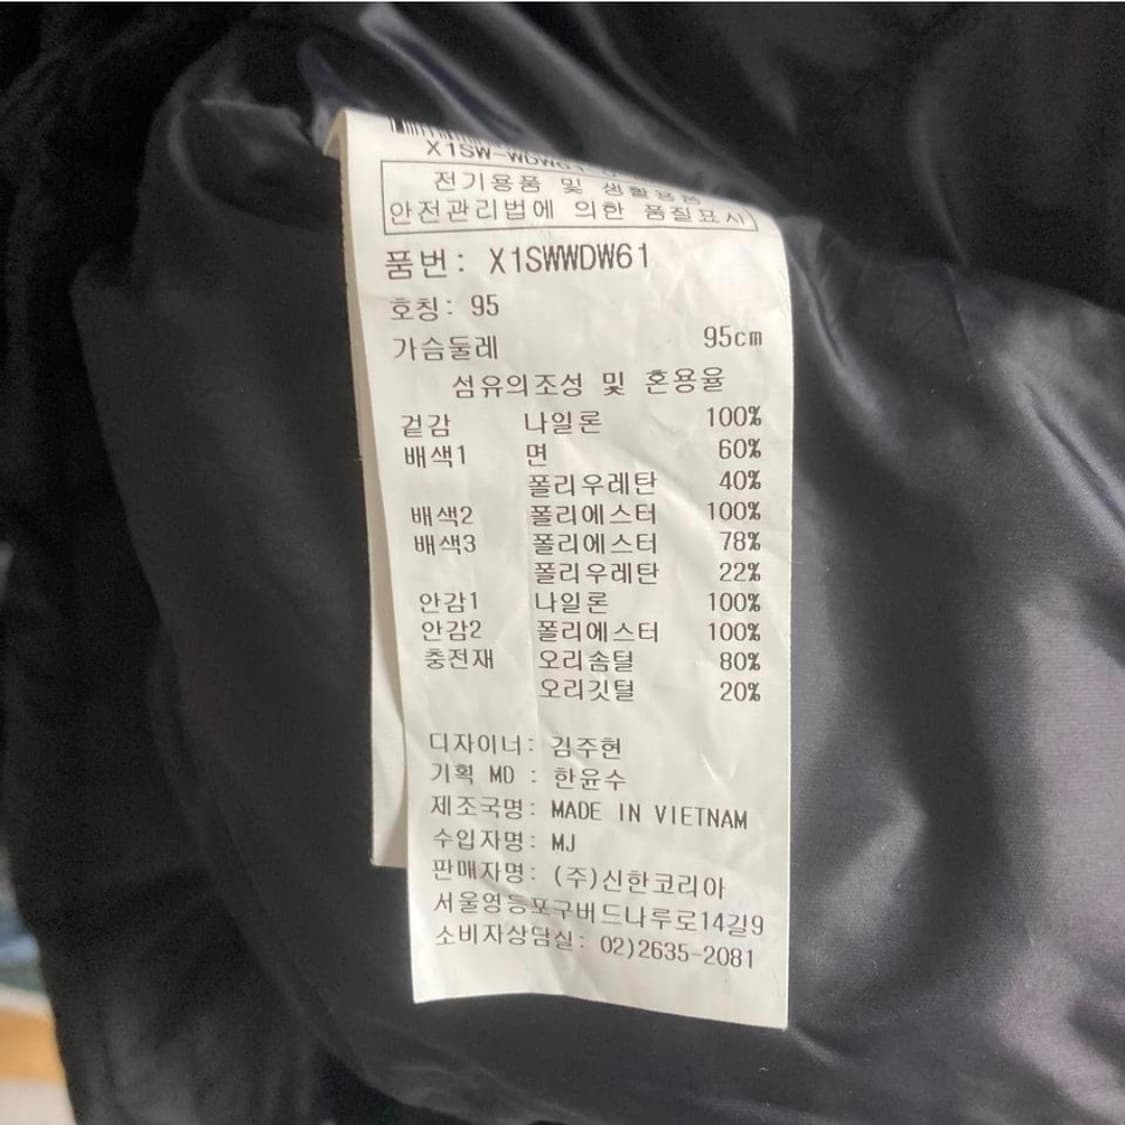 X1SW-WDW61
전기용품 및 생활용품
안전관리법에 의한 품질표시
품번: X1SWWDW61
호칭: 95
가슴둘레 95cm
섬유의조성 및 혼용율
겉감 나일론 100%
배색1 면 60%
폴리우레탄 40%
배색2 폴리에스터 100%
배색3 폴리에스터 78%
폴리우레탄 22%
안감1 나일론 100%
안감2 폴리에스터 100%
충전재 오리솜털 80%
오리깃털 20%
디자이너: 김주현
기획 MD : 한윤수
제조국명: MADE IN VIETNAM
수입자명: MJ
판매자명: (주)신한코리아
서울영등포구버드나루로14길9
소비자상담실: 02)2635-2081